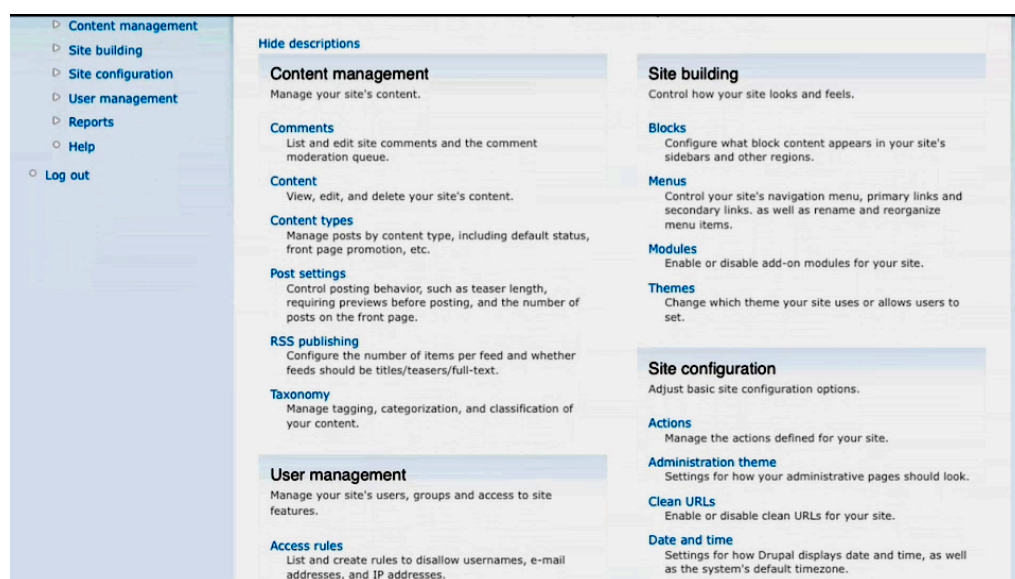 Content management
Site building
Site configuration
User management
Reports
Help
Log out
Hide descriptions
Content management
Manage your site's content.
Comments
List and edit site comments and the comment
moderation queue.
Content
View, edit, and delete your site's content.
Content types
Manage posts by content type, including default status,
front page promotion, etc.
Post settings
Control posting behavior, such as teaser length,
requiring previews before posting, and the number of
posts on the front page.
RSS publishing
Configure the number of items per feed and whether
feeds should be titles/teasers/full-text.
Taxonomy
Manage tagging, categorization, and classification of
your content.
User management
Manage your site's users, groups and access to site
features.
Access rules
List and create rules to disallow usernames, e-mail
addresses, and IP addresses.
Site building
Control how your site looks and feels.
Blocks
Configure what block content appears in your site's
sidebars and other regions.
Menus
Control your site's navigation menu, primary links and
secondary links. as well as rename and reorganize
menu items.
Modules
Enable or disable add-on modules for your site.
Themes
Change which theme your site uses or allows users to
set.
Site configuration
Adjust basic site configuration options.
Actions
Manage the actions defined for your site.
Administration theme
Settings for how your administrative pages should look.
Clean URLs
Enable or disable clean URLs for your site.
Date and time
Settings for how Drupal displays date and time, as well
as the system's default timezone.